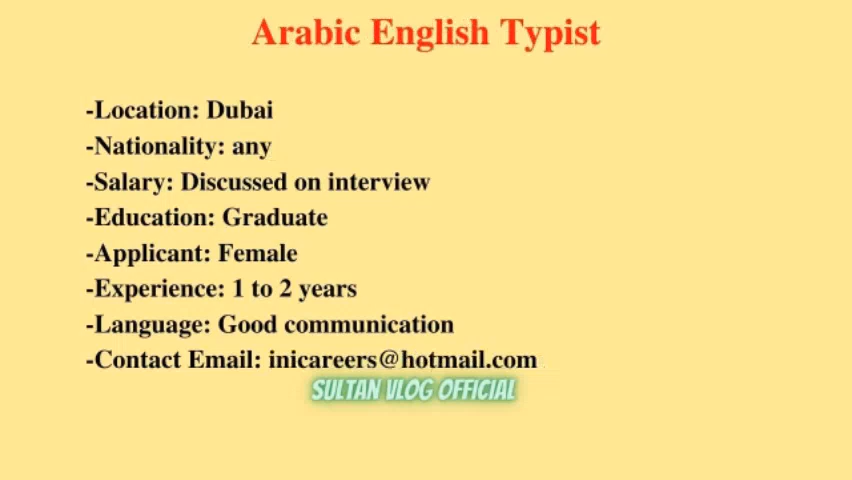 Arabic English Typist
-Location: Dubai
-Nationality: any
-Salary: Discussed on interview
-Education: Graduate
-Applicant: Female
-Experience: 1 to 2 years
-Language: Good communication
-Contact Email: inicareers@hotmail.com
SULTAN VLOG OFFICIAL